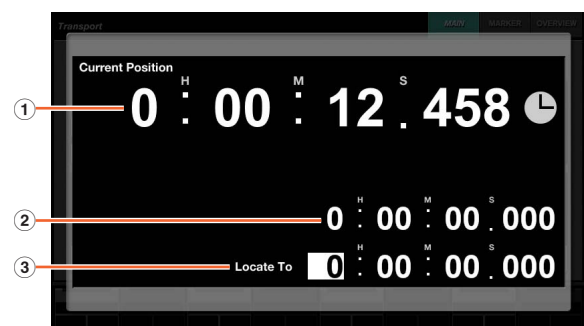 Transport MAIN MARKER OVERVIEW
Current Position
H M S
1 0 : 00 : 12 . 458
H M S
2 0 : 00 : 00 . 000
H M S
3 Locate To 0 : 00 : 00 . 000